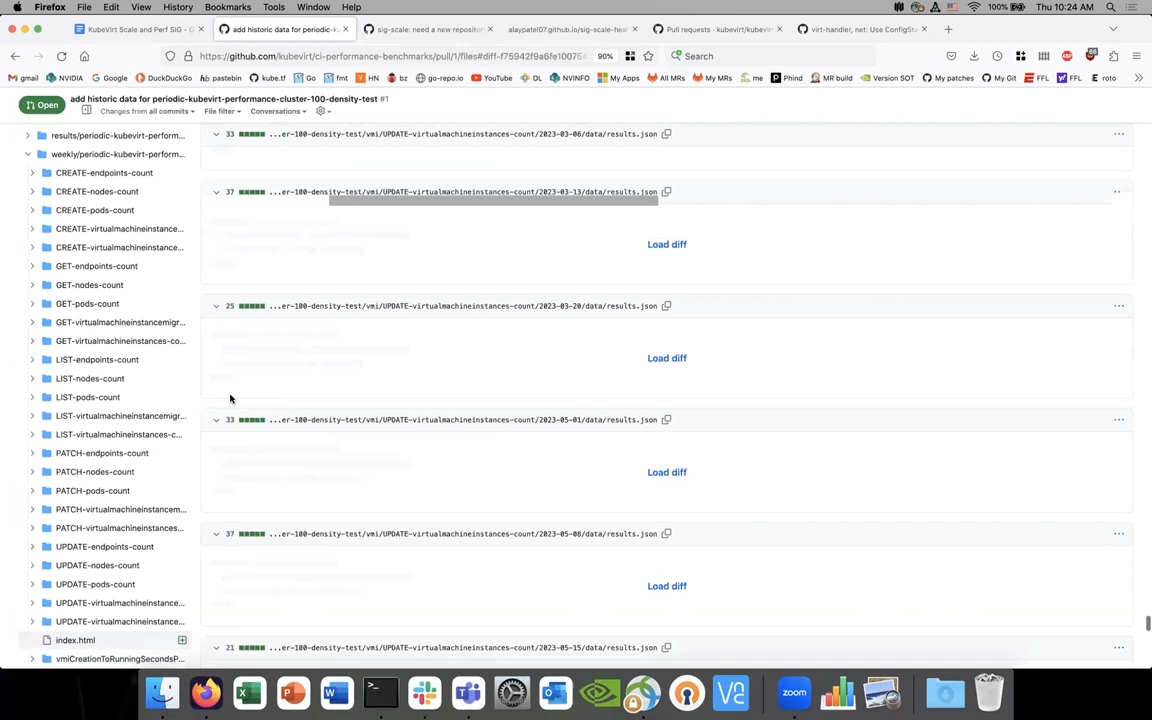 Firefox File Edit View History Bookmarks Tools Window Help 100% Thu 10:24 AM
KubeVirt Scale and Perf SIG - G
add historic data for periodic-ku
sig-scale: need a new repositor
alaypatel07.github.io/sig-scale-hea
Pull requests · kubevirt/kubevirt
virt-handler, net: Use ConfigState
https://github.com/kubevirt/ci-performance-benchmarks/pull/1/files#diff-f75942f9a6fe10075
90%
Search
gmail NVIDIA Google DuckDuckGo pastebin kube.tf Go fmt HN bz go-repo.io YouTube DL NVINFO My Apps All MRs My MRs me Phind MR build Version SOT My patches My Git FFL FFL eroto
Open
add historic data for periodic-kubevirt-performance-cluster-100-density-test #1
Changes from all commits File filter Conversations
results/periodic-kubevirt-perform...
weekly/periodic-kubevirt-perform...
CREATE-endpoints-count
CREATE-nodes-count
CREATE-pods-count
CREATE-virtualmachineinstance...
CREATE-virtualmachineinstance...
GET-endpoints-count
GET-nodes-count
GET-pods-count
GET-virtualmachineinstancemigr...
GET-virtualmachineinstances-co...
LIST-endpoints-count
LIST-nodes-count
LIST-pods-count
LIST-virtualmachineinstancemigr...
LIST-virtualmachineinstances-c...
PATCH-endpoints-count
PATCH-nodes-count
PATCH-pods-count
PATCH-virtualmachineinstancem...
PATCH-virtualmachineinstances...
UPDATE-endpoints-count
UPDATE-nodes-count
UPDATE-pods-count
UPDATE-virtualmachineinstance...
UPDATE-virtualmachineinstance...
index.html
vmiCreationToRunningSecondsP...
33 ...er-100-density-test/vmi/UPDATE-virtualmachineinstances-count/2023-03-06/data/results.json
37 ...er-100-density-test/vmi/UPDATE-virtualmachineinstances-count/2023-03-13/data/results.json
Load diff
25 ...er-100-density-test/vmi/UPDATE-virtualmachineinstances-count/2023-03-20/data/results.json
Load diff
33 ...er-100-density-test/vmi/UPDATE-virtualmachineinstances-count/2023-05-01/data/results.json
Load diff
37 ...er-100-density-test/vmi/UPDATE-virtualmachineinstances-count/2023-05-08/data/results.json
Load diff
21 ...er-100-density-test/vmi/UPDATE-virtualmachineinstances-count/2023-05-15/data/results.json
zoom